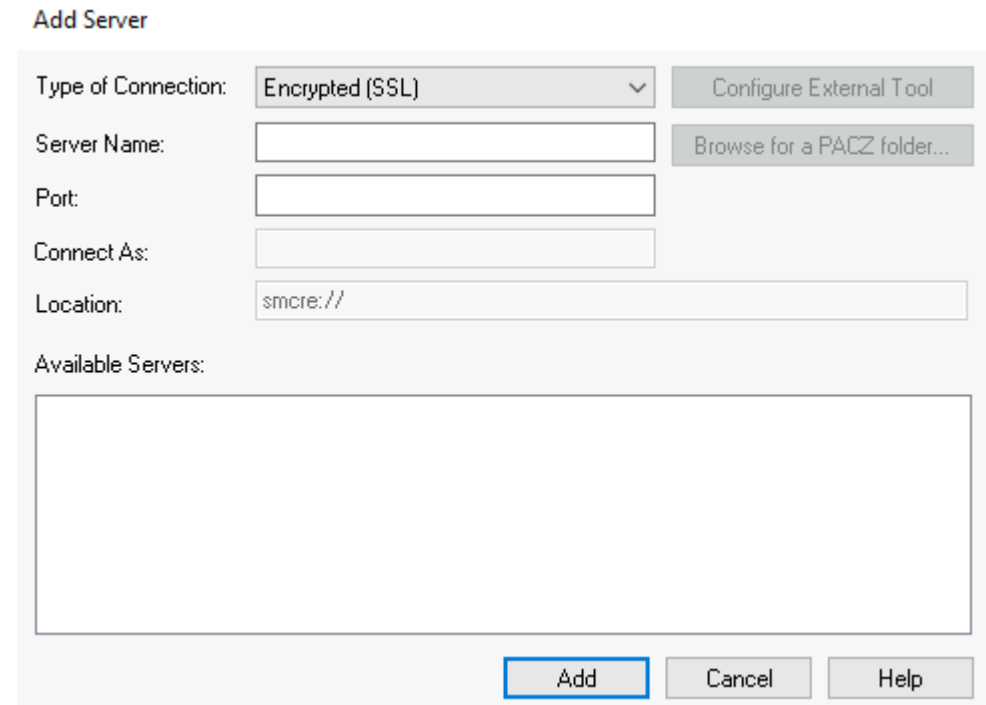 Add Server
Type of Connection: Encrypted (SSL) Configure External Tool
Server Name: Browse for a PACZ folder...
Port:
Connect As:
Location: smcre://
Available Servers:
Add Cancel Help